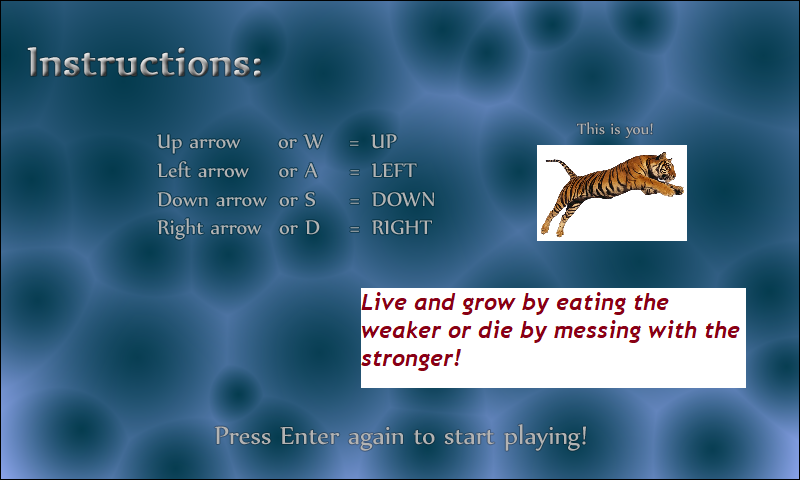 Instructions:
This is you!
Up arrow or W = UP
Left arrow or A = LEFT
Down arrow or S = DOWN
Right arrow or D = RIGHT
Live and grow by eating the
weaker or die by messing with the
stronger!
Press Enter again to start playing!